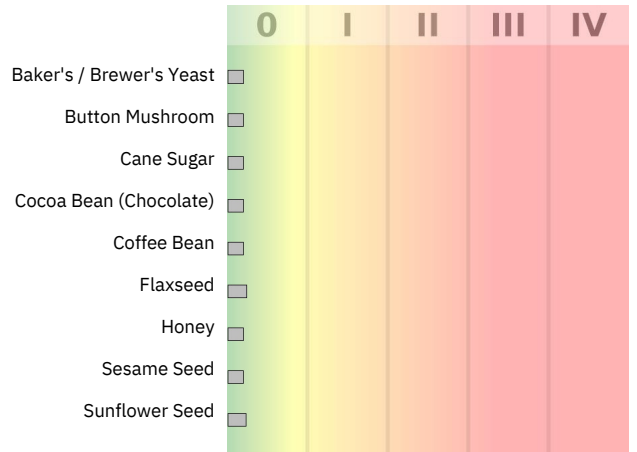 0 I II III IV
Baker's / Brewer's Yeast
Button Mushroom
Cane Sugar
Cocoa Bean (Chocolate)
Coffee Bean
Flaxseed
Honey
Sesame Seed
Sunflower Seed